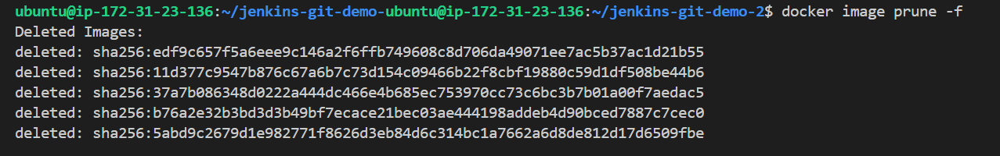 ubuntu@ip-172-31-23-136:~/jenkins-git-demo-ubuntu@ip-172-31-23-136:~/jenkins-git-demo-2$ docker image prune -f
Deleted Images:
deleted: sha256:edf9c657f5a6eee9c146a2f6ffb749608c8d706da49071ee7ac5b37ac1d21b55
deleted: sha256:11d377c9547b876c67a6b7c73d154c09466b22f8cbf19880c59d1df508be44b6
deleted: sha256:37a7b086348d0222a444dc466e4b685ec753970cc73c6bc3b7b01a00f7aedac5
deleted: sha256:b76a2e32b3bd3d3b49bf7ecace21bec03ae444198addeb4d90bced7887c7cec0
deleted: sha256:5abd9c2679d1e982771f8626d3eb84d6c314bc1a7662a6d8de812d17d6509fbe